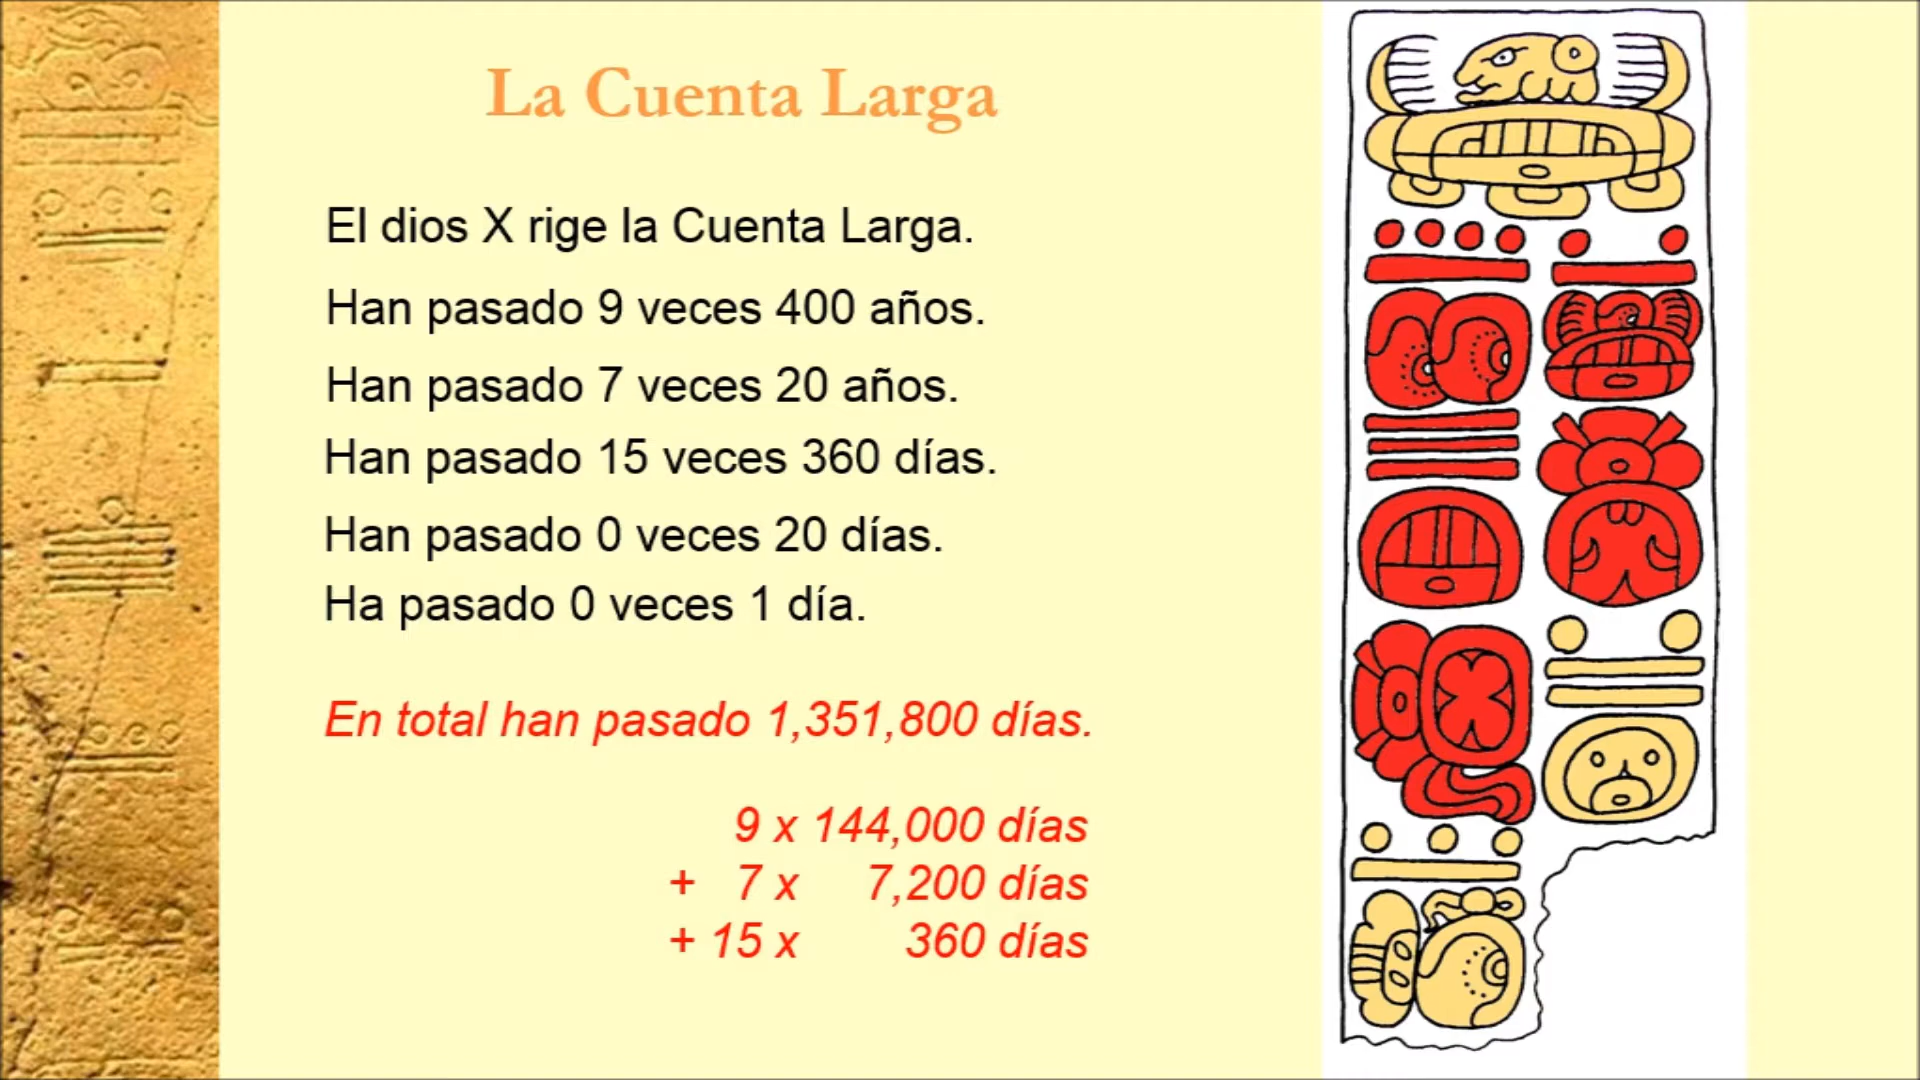 La Cuenta Larga
El dios X rige la Cuenta Larga.
Han pasado 9 veces 400 años.
Han pasado 7 veces 20 años.
Han pasado 15 veces 360 días.
Han pasado 0 veces 20 días.
Ha pasado 0 veces 1 día.
En total han pasado 1,351,800 días.
9 x 144,000 días
+ 7 x 7,200 días
+ 15 x 360 días